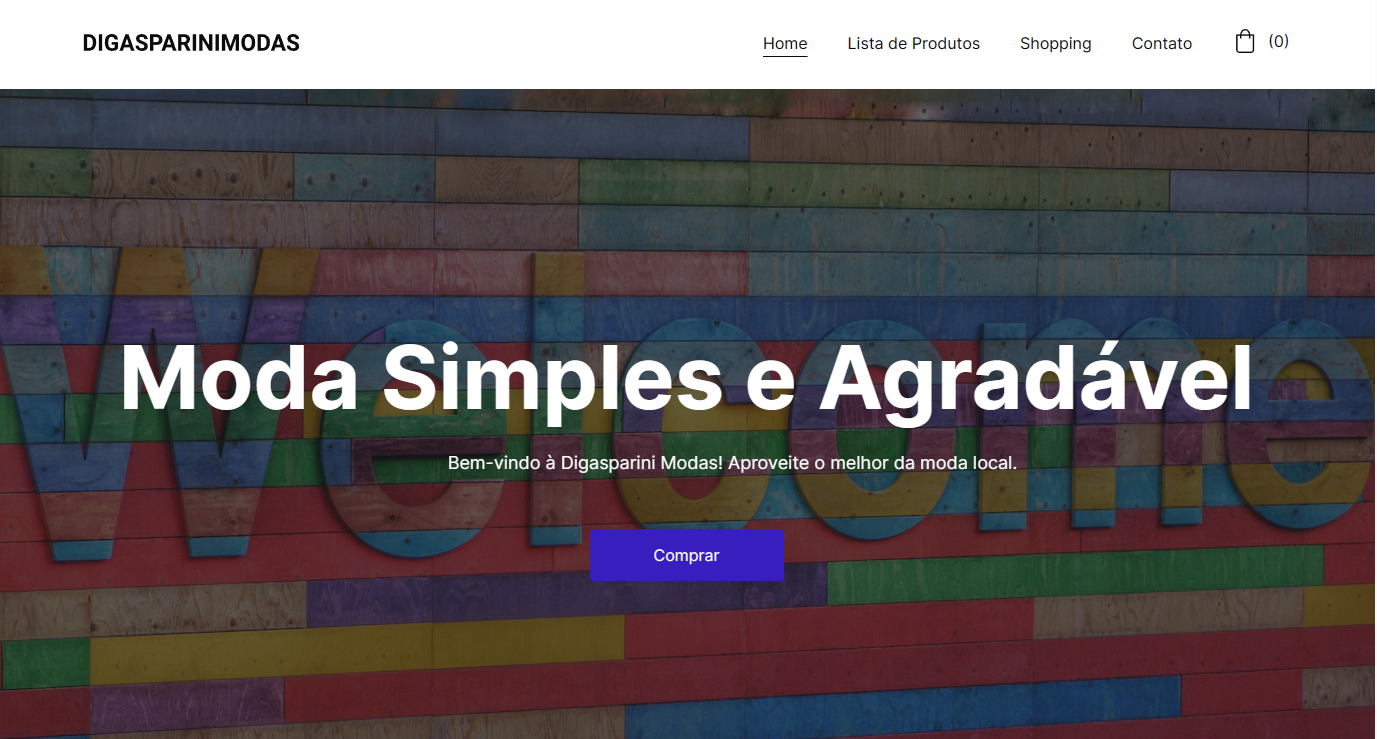 DIGASPARINIMODAS
Home Lista de Produtos Shopping Contato (0)
Welcome
Moda Simples e Agradável
Bem-vindo à Digasparini Modas! Aproveite o melhor da moda local.
Comprar